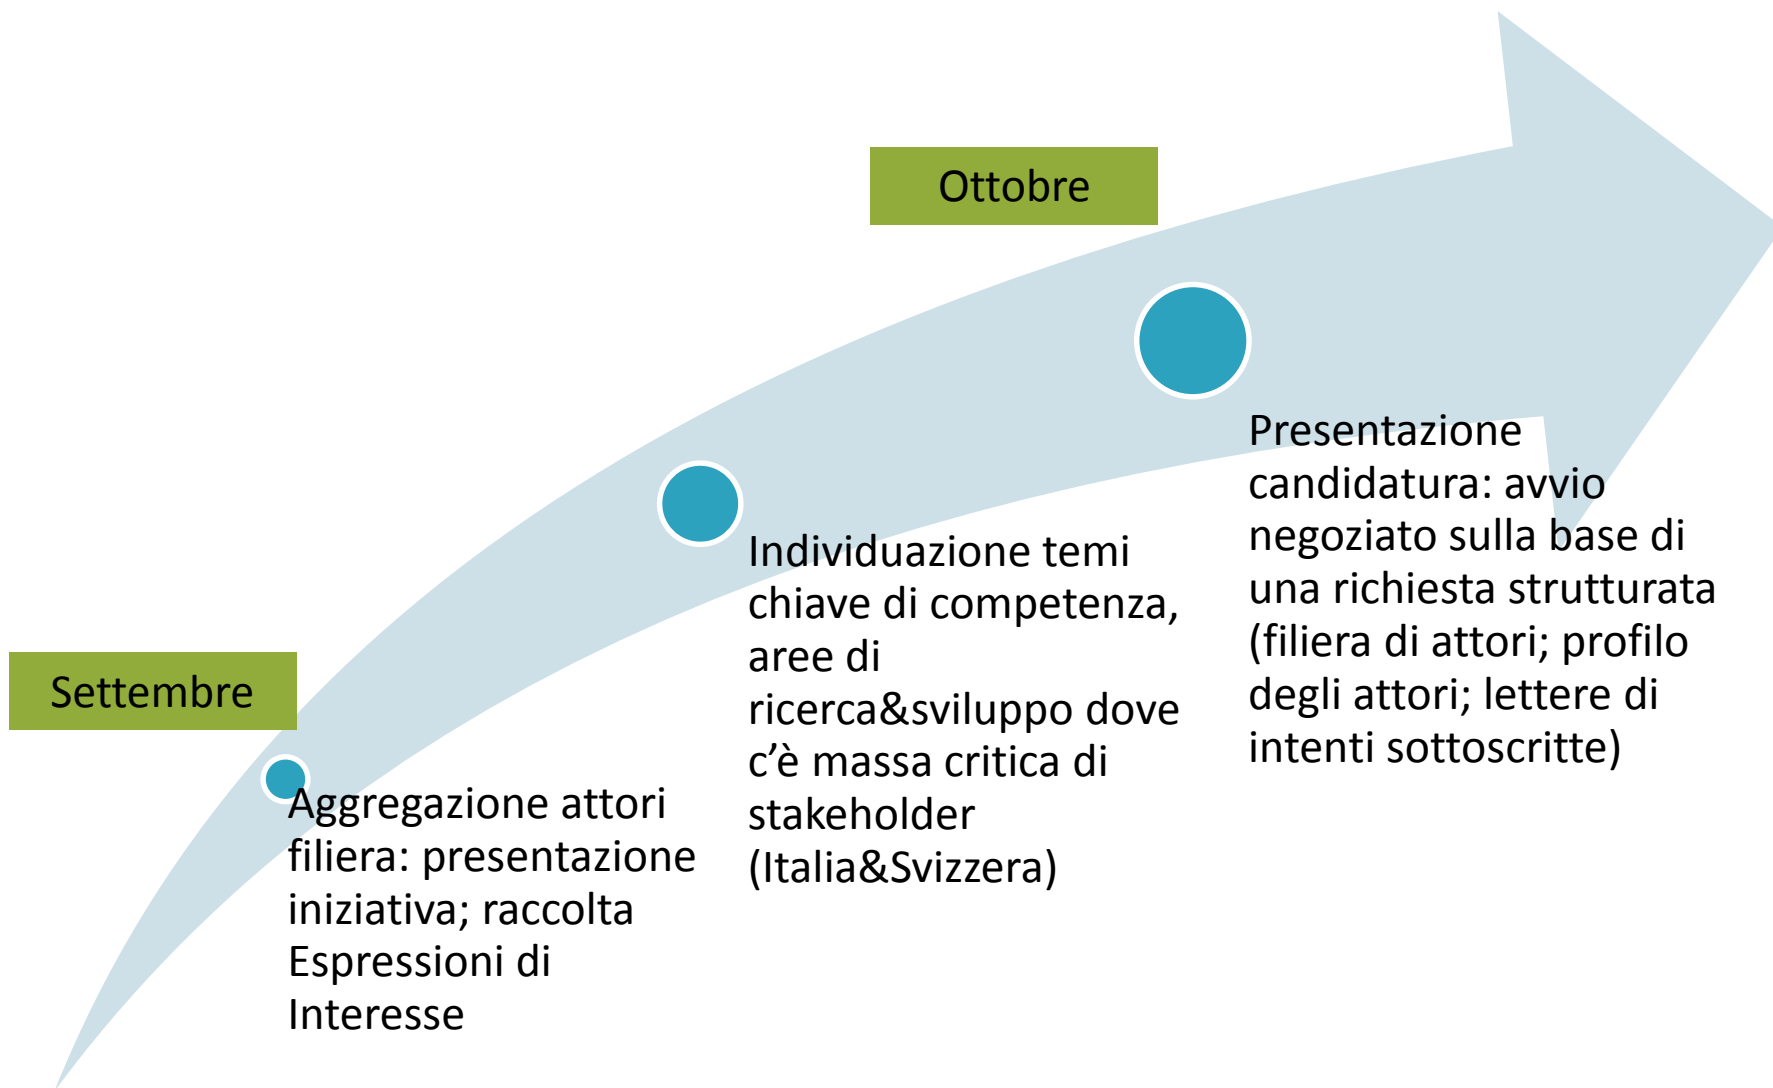 Settembre
Aggregazione attori
filiera: presentazione
iniziativa; raccolta
Espressioni di
Interesse
Individuazione temi
chiave di competenza,
aree di
ricerca&sviluppo dove
c’è massa critica di
stakeholder
(Italia&Svizzera)
Ottobre
Presentazione
candidatura: avvio
negoziato sulla base di
una richiesta strutturata
(filiera di attori; profilo
degli attori; lettere di
intenti sottoscritte)